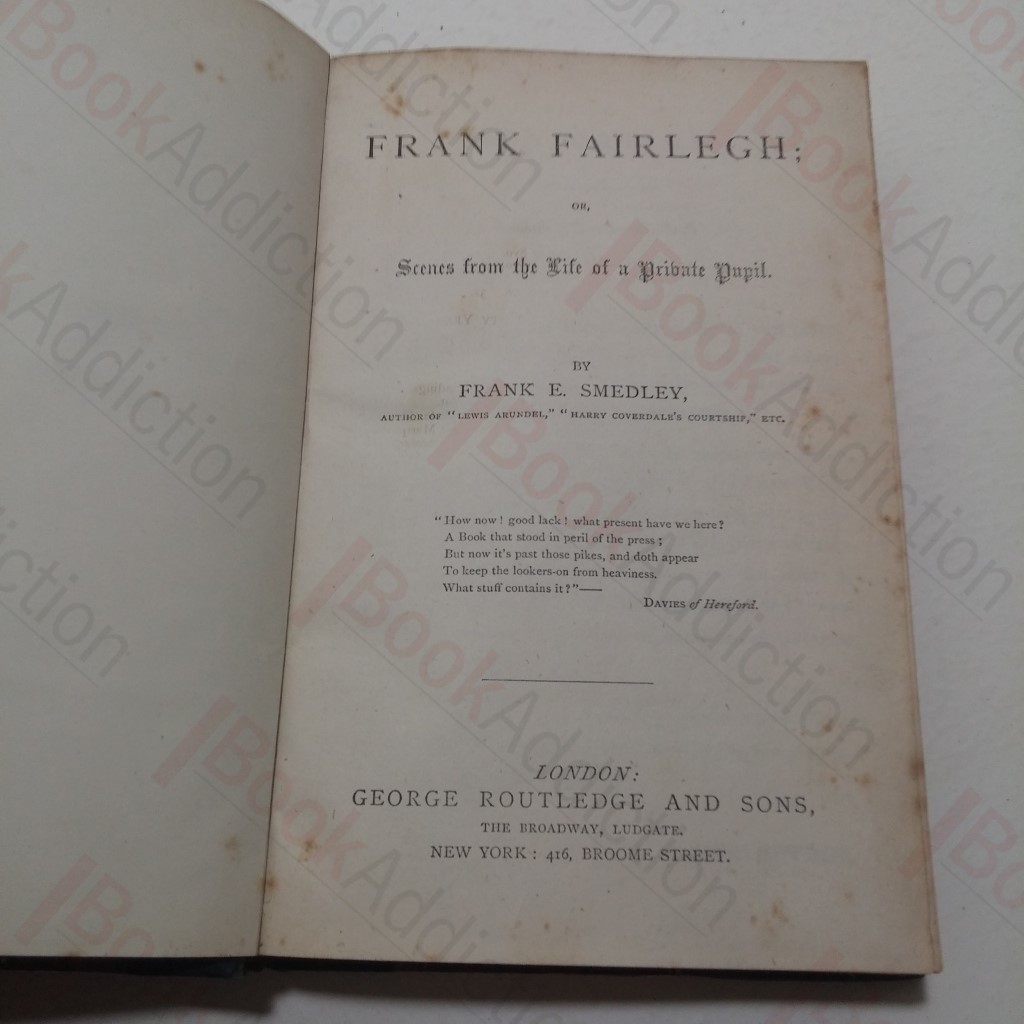 FRANK FAIRLEGH;
OR,
Scenes from the Life of a Private Pupil.
BY
FRANK E. SMEDLEY,
AUTHOR OF "LEWIS ARUNDEL," "HARRY COVERDALE'S COURTSHIP," ETC.
"How now! good lack! what present have we here?
A Book that stood in peril of the press;
But now it's past those pikes, and doth appear
To keep the lookers-on from heaviness.
What stuff contains it?"——
DAVIES of Hereford.
LONDON:
GEORGE ROUTLEDGE AND SONS,
THE BROADWAY, LUDGATE.
NEW YORK: 416, BROOME STREET.
BookAddiction